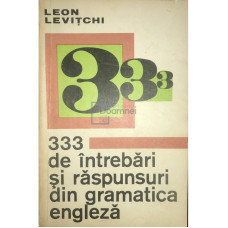 LEON
LEVIȚCHI
333
333
de întrebări
și răspunsuri
din gramatica
engleză